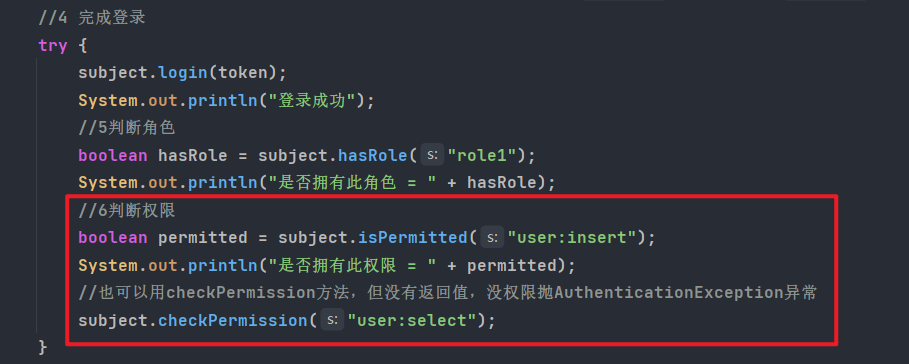 //4 完成登录
try {
subject.login(token);
System.out.println("登录成功");
//5判断角色
boolean hasRole = subject.hasRole( s: "role1");
System.out.println("是否拥有此角色 = " + hasRole);
//6判断权限
boolean permitted = subject.isPermitted( s: "user:insert");
System.out.println("是否拥有此权限 = " + permitted);
//也可以用checkPermission方法，但没有返回值，没权限抛AuthenticationException异常
subject.checkPermission( s: "user:select");
}